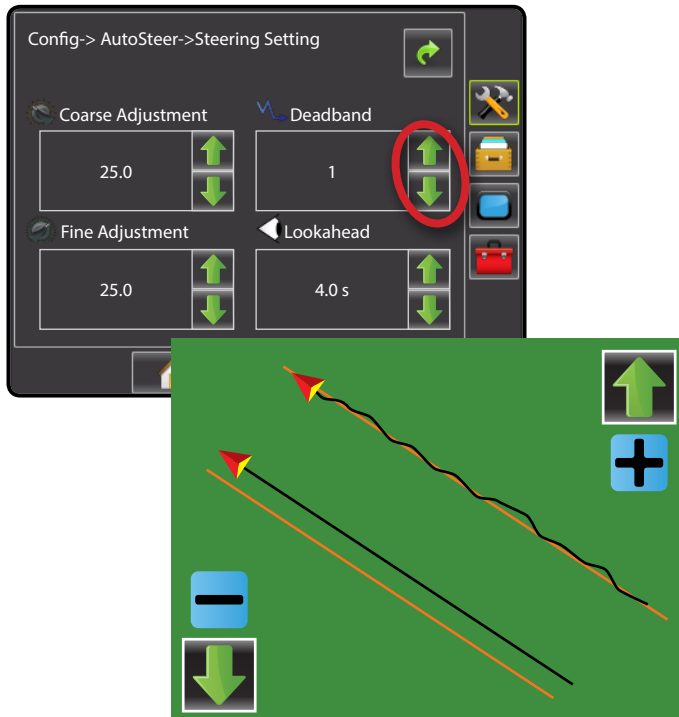 Config-> AutoSteer->Steering Setting
Coarse Adjustment
Deadband
25.0
1
Fine Adjustment
Lookahead
25.0
4.0 s